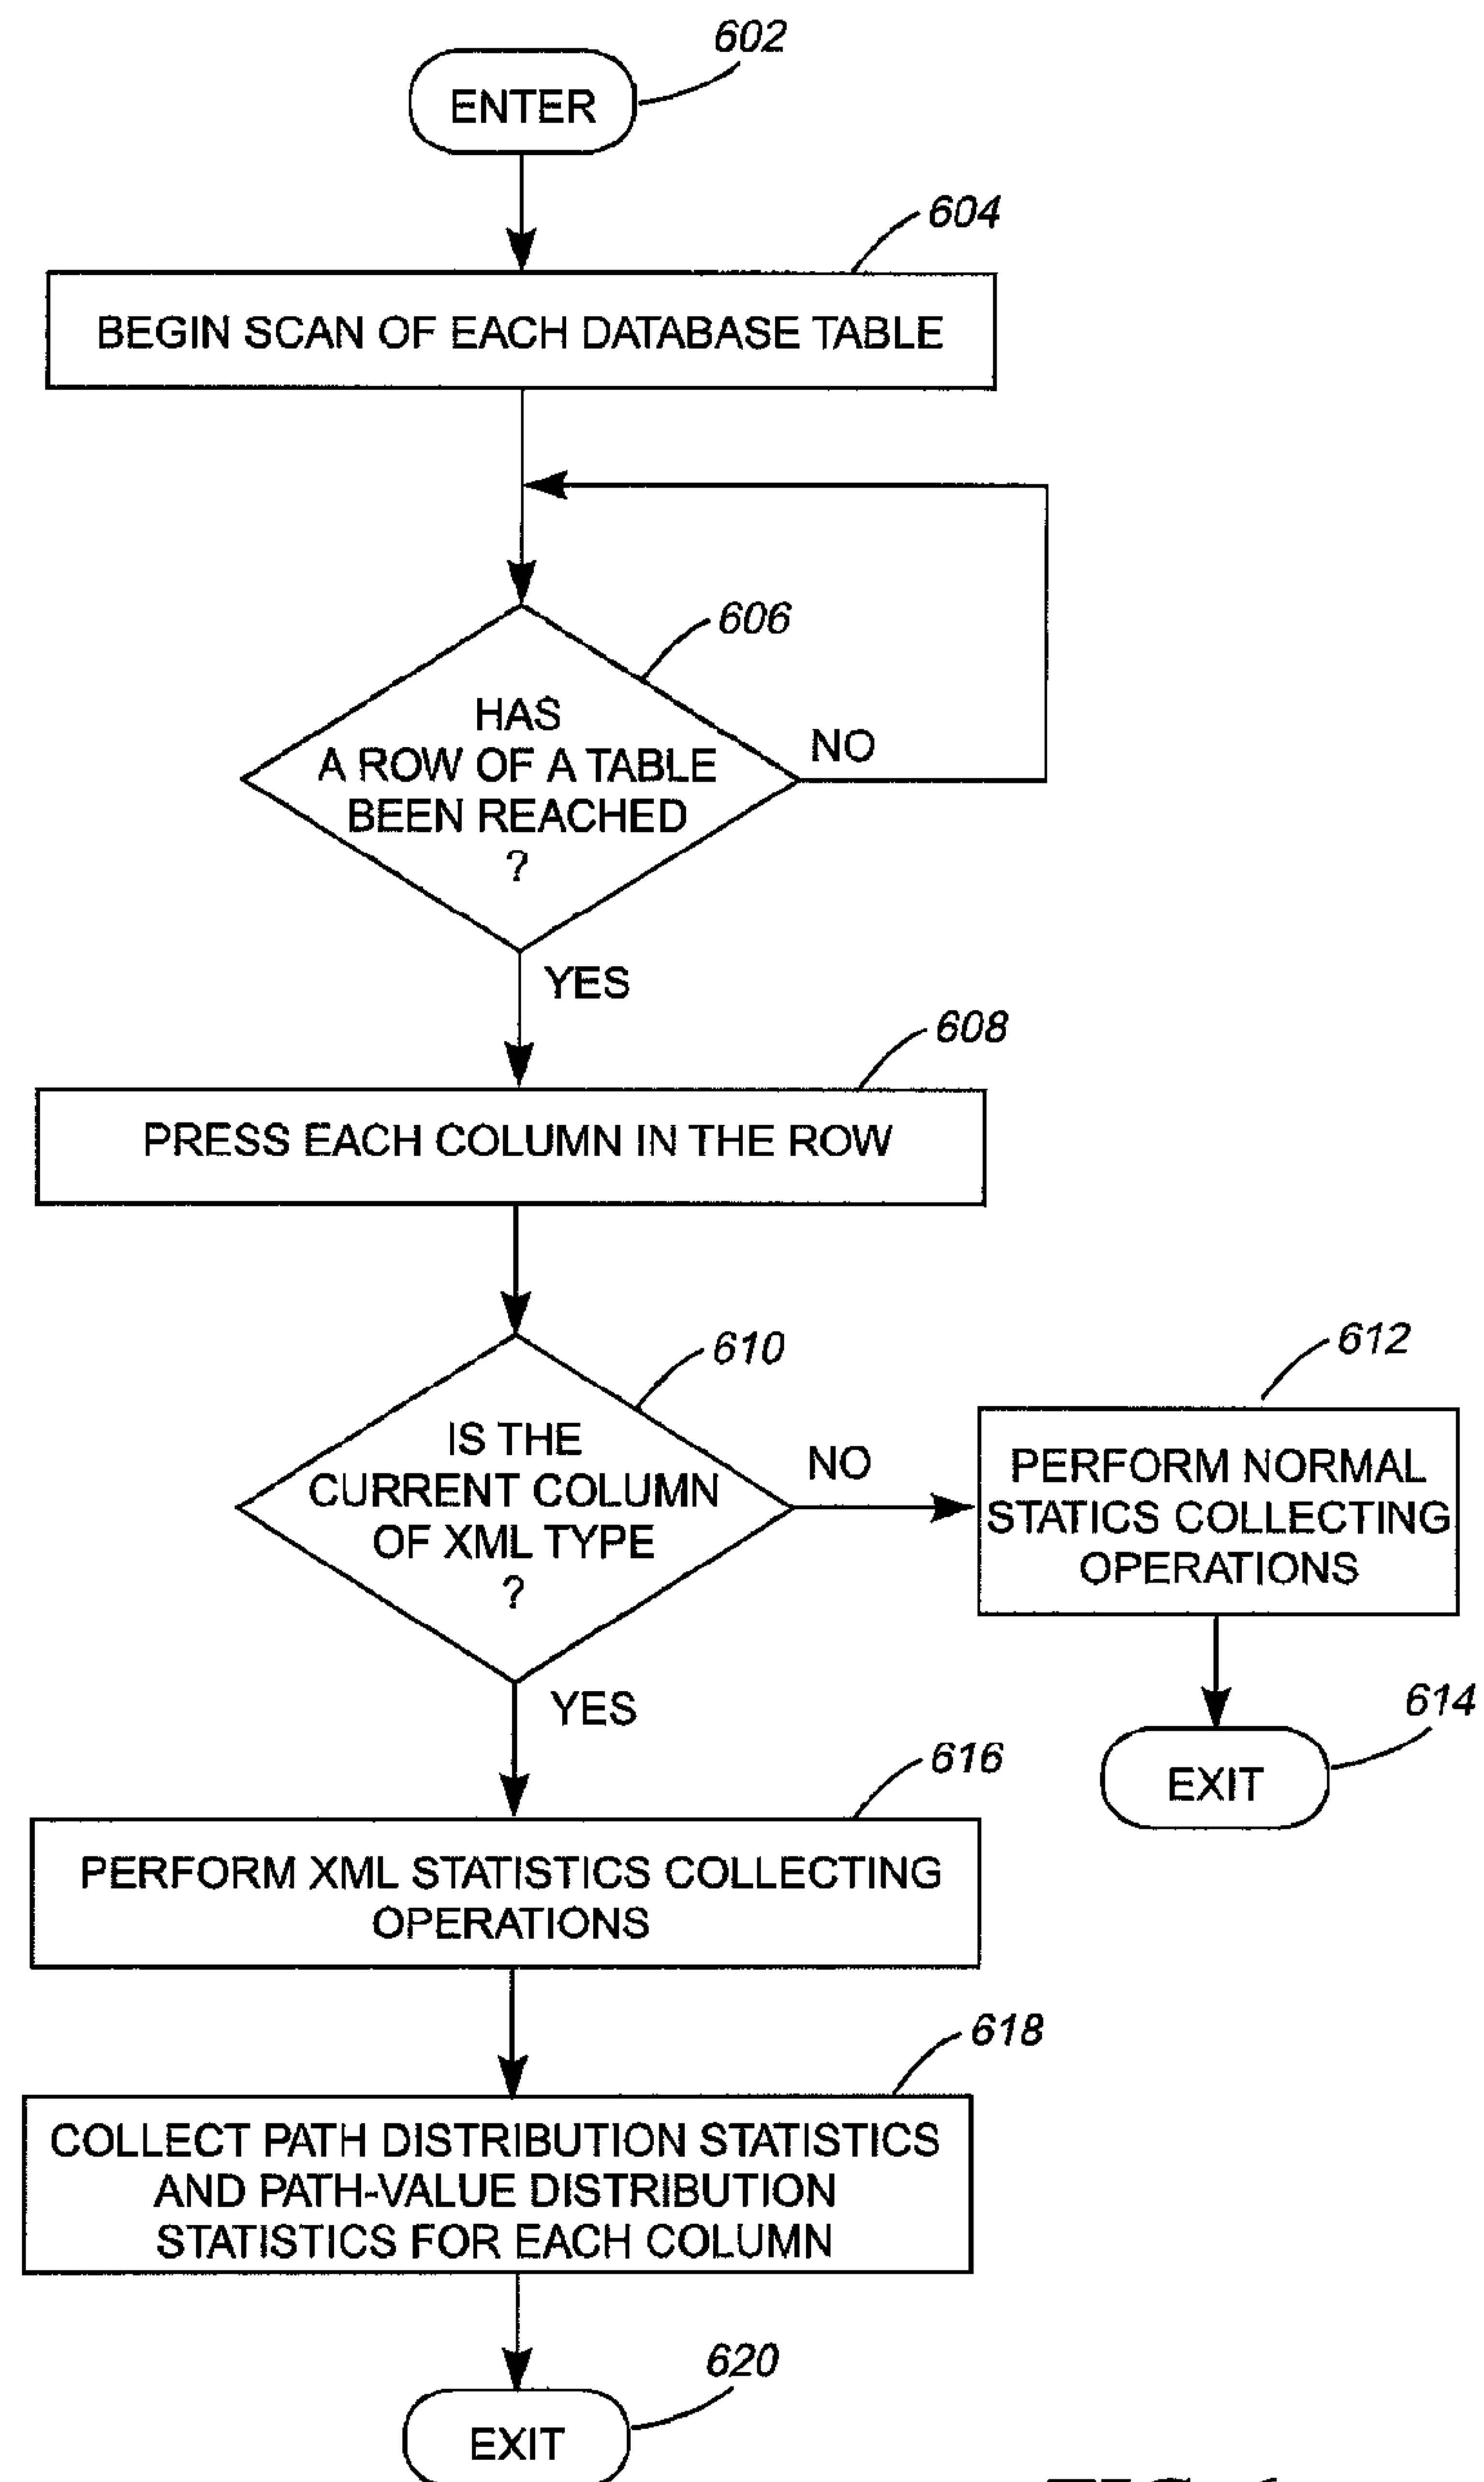 602
ENTER
604
BEGIN SCAN OF EACH DATABASE TABLE
606
HAS
A ROW OF A TABLE
BEEN REACHED
?
NO
YES
608
PRESS EACH COLUMN IN THE ROW
610
IS THE
CURRENT COLUMN
OF XML TYPE
?
NO
612
PERFORM NORMAL
STATICS COLLECTING
OPERATIONS
614
EXIT
YES
616
PERFORM XML STATISTICS COLLECTING
OPERATIONS
618
COLLECT PATH DISTRIBUTION STATISTICS
AND PATH-VALUE DISTRIBUTION
STATISTICS FOR EACH COLUMN
620
EXIT